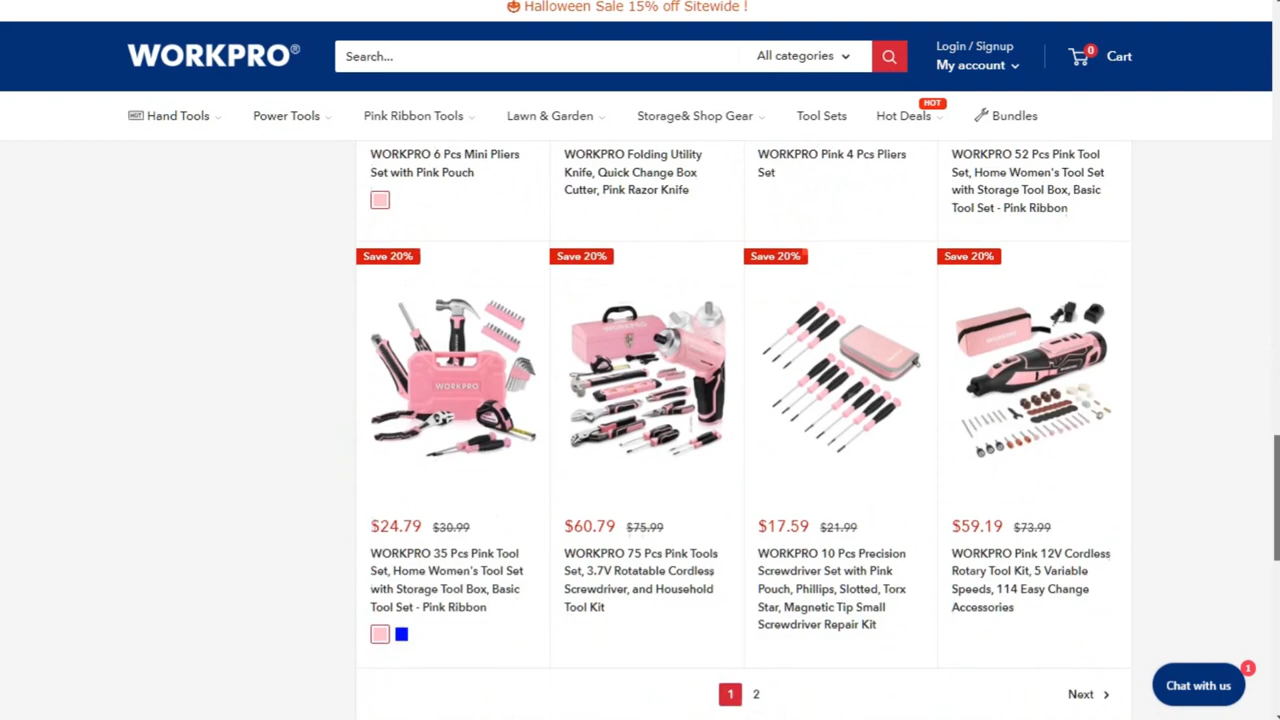 🎃 Halloween Sale 15% off Sitewide !
WORKPRO®
Search...
All categories
Login / Signup
My account
0
Cart
HOT Hand Tools
Power Tools
Pink Ribbon Tools
Lawn & Garden
Storage& Shop Gear
Tool Sets
Hot Deals
HOT
Bundles
WORKPRO 6 Pcs Mini Pliers
Set with Pink Pouch
WORKPRO Folding Utility
Knife, Quick Change Box
Cutter, Pink Razor Knife
WORKPRO Pink 4 Pcs Pliers
Set
WORKPRO 52 Pcs Pink Tool
Set, Home Women's Tool Set
with Storage Tool Box, Basic
Tool Set - Pink Ribbon
Save 20%
WORKPRO
$24.79 $30.99
WORKPRO 35 Pcs Pink Tool
Set, Home Women's Tool Set
with Storage Tool Box, Basic
Tool Set - Pink Ribbon
Save 20%
WORKPRO
$60.79 $75.99
WORKPRO 75 Pcs Pink Tools
Set, 3.7V Rotatable Cordless
Screwdriver, and Household
Tool Kit
Save 20%
$17.59 $21.99
WORKPRO 10 Pcs Precision
Screwdriver Set with Pink
Pouch, Phillips, Slotted, Torx
Star, Magnetic Tip Small
Screwdriver Repair Kit
Save 20%
$59.19 $73.99
WORKPRO Pink 12V Cordless
Rotary Tool Kit, 5 Variable
Speeds, 114 Easy Change
Accessories
1 2
Next
Chat with us
1